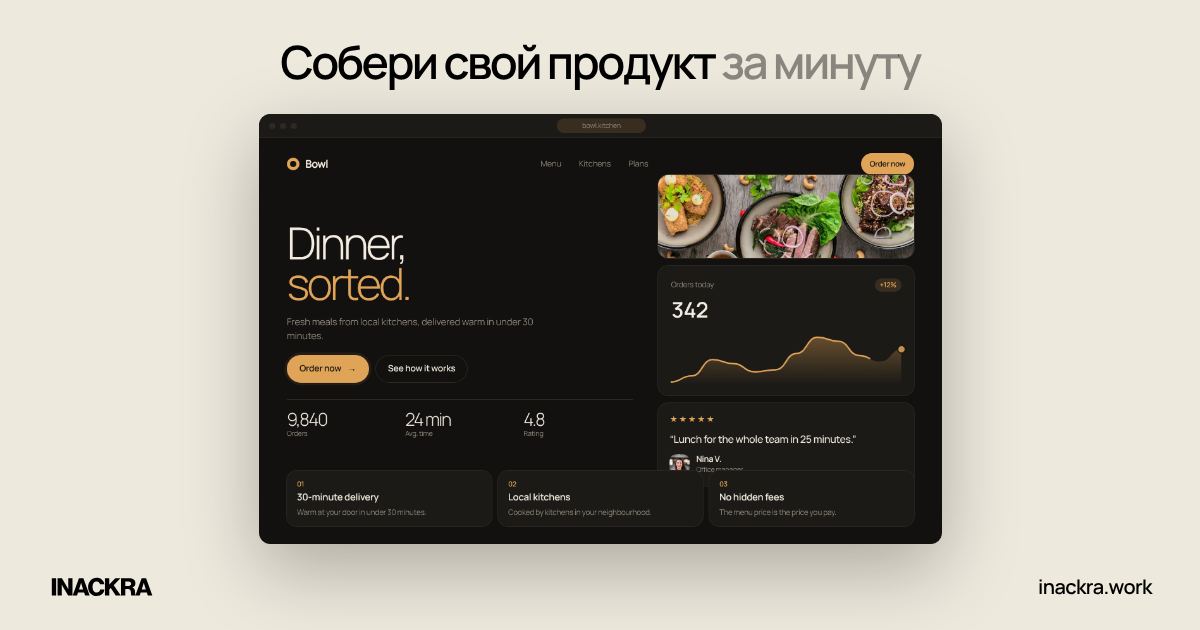 Собери свой продукт за минуту
bowl.kitchen
Bowl
Menu Kitchens Plans
Order now
Dinner,
sorted.
Fresh meals from local kitchens, delivered warm in under 30
minutes.
Order now → See how it works
9,840 24 min 4.8
Orders Avg. time Rating
Orders today +12%
342
★★★★★
“Lunch for the whole team in 25 minutes.”
Nina V.
Office manager
01
30-minute delivery
Warm at your door in under 30 minutes.
02
Local kitchens
Cooked by kitchens in your neighbourhood.
03
No hidden fees
The menu price is the price you pay.
INACKRA
inackra.work